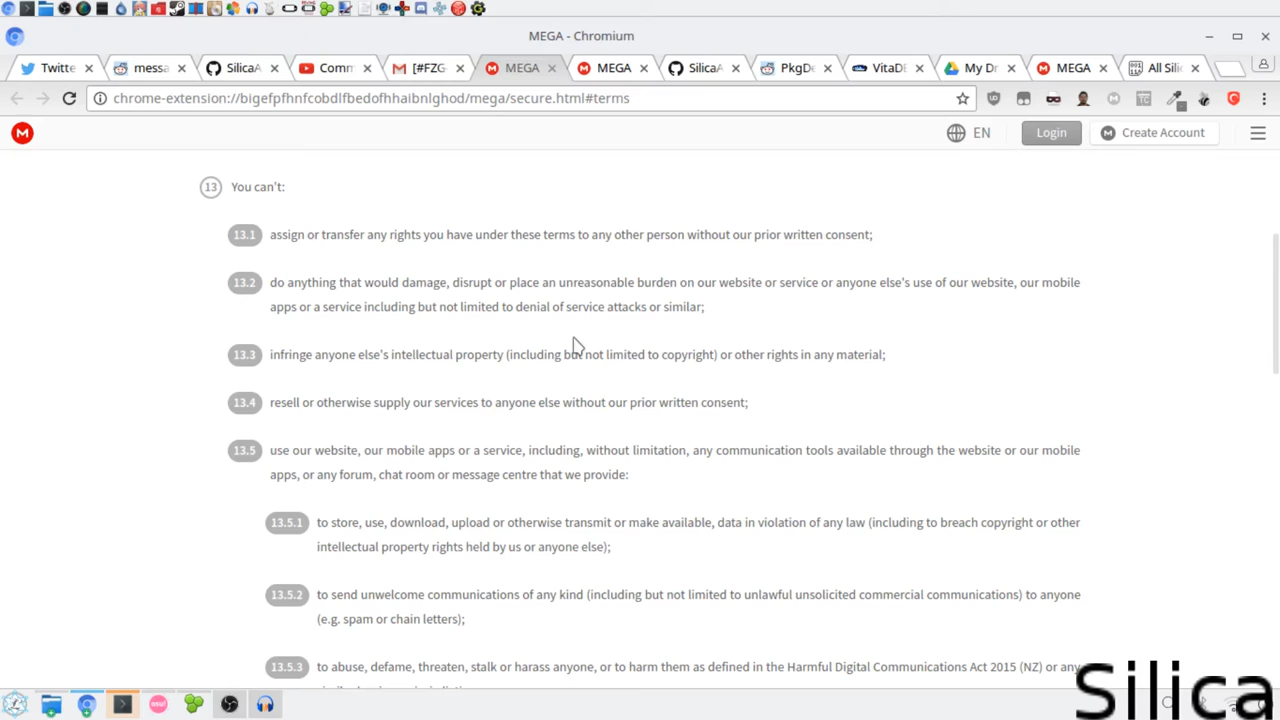 MEGA - Chromium
Twitte
messa
SilicaA
Comm
[#FZG
MEGA
MEGA
SilicaA
PkgDe
VitaDE
My Dr
MEGA
All Silic
chrome-extension://bigefpfhnfcobdlfbedofhhaibnlghod/mega/secure.html#terms
M
EN
Login
M Create Account
13 You can't:
13.1 assign or transfer any rights you have under these terms to any other person without our prior written consent;
13.2 do anything that would damage, disrupt or place an unreasonable burden on our website or service or anyone else's use of our website, our mobile
apps or a service including but not limited to denial of service attacks or similar;
13.3 infringe anyone else's intellectual property (including but not limited to copyright) or other rights in any material;
13.4 resell or otherwise supply our services to anyone else without our prior written consent;
13.5 use our website, our mobile apps or a service, including, without limitation, any communication tools available through the website or our mobile
apps, or any forum, chat room or message centre that we provide:
13.5.1 to store, use, download, upload or otherwise transmit or make available, data in violation of any law (including to breach copyright or other
intellectual property rights held by us or anyone else);
13.5.2 to send unwelcome communications of any kind (including but not limited to unlawful unsolicited commercial communications) to anyone
(e.g. spam or chain letters);
13.5.3 to abuse, defame, threaten, stalk or harass anyone, or to harm them as defined in the Harmful Digital Communications Act 2015 (NZ) or any
osu!
Silica